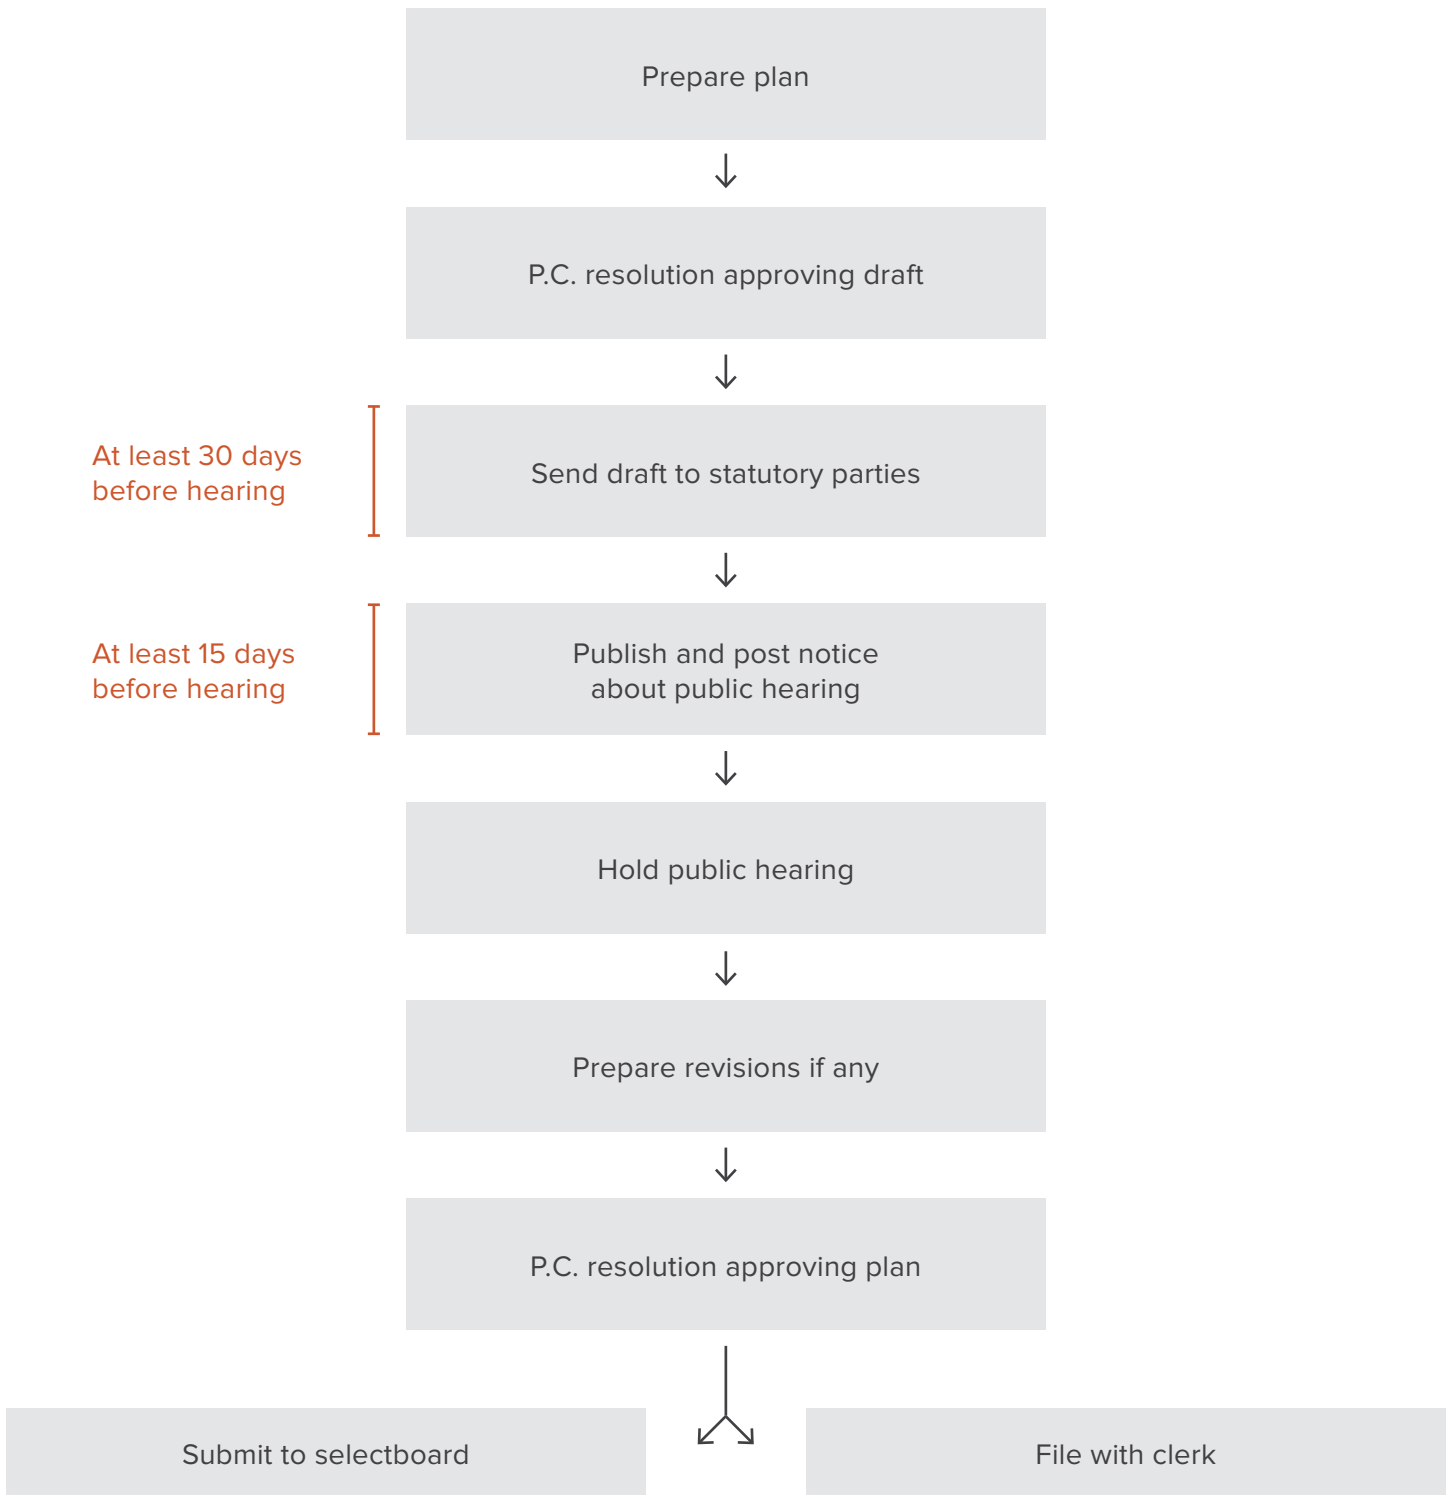 Prepare plan
P.C. resolution approving draft
At least 30 days
before hearing
Send draft to statutory parties
At least 15 days
before hearing
Publish and post notice
about public hearing
Hold public hearing
Prepare revisions if any
P.C. resolution approving plan
Submit to selectboard
File with clerk